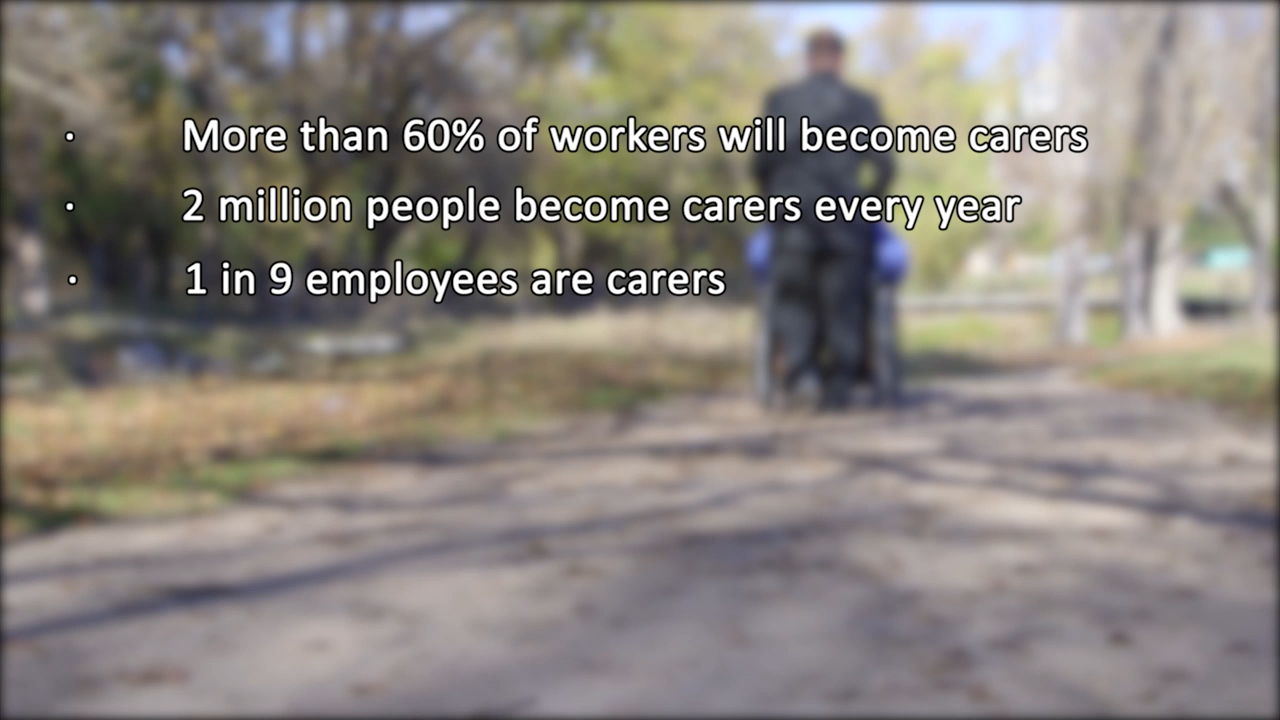 · More than 60% of workers will become carers
· 2 million people become carers every year
· 1 in 9 employees are carers